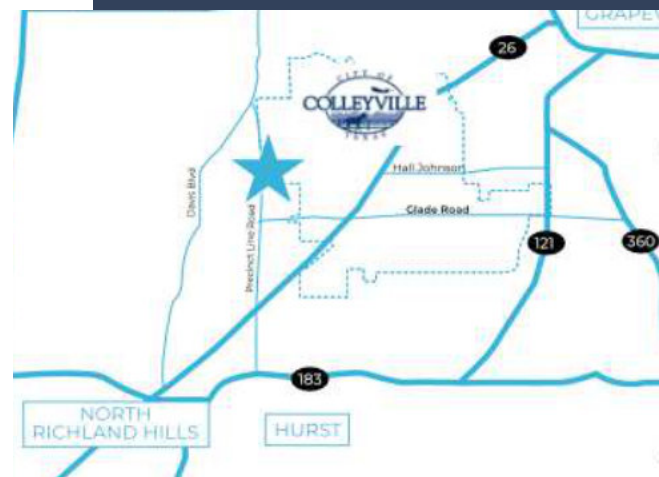 GRAPEV
26
CITY OF
COLLEYVILLE
TEXAS
Hall Johnson
Davis Blvd
Glade Road
Precinct Line Road
121
360
183
NORTH
RICHLAND HILLS
HURST